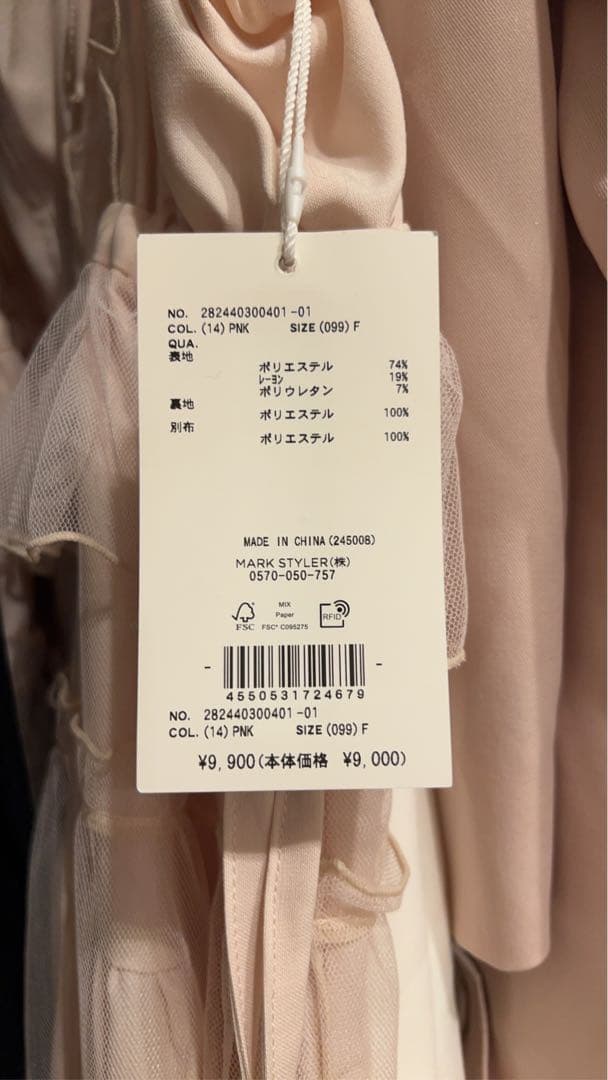 NO. 282440300401-01
COL. (14) PNK SIZE (099) F
QUA.
表地
ポリエステル 74%
レーヨン 19%
ポリウレタン 7%
裏地
ポリエステル 100%
別布
ポリエステル 100%
MADE IN CHINA (245008)
MARK STYLER(株)
0570-050-757
FSC
MIX
Paper
FSC® C095275
RFID
4550531724679
NO. 282440300401-01
COL. (14) PNK SIZE (099) F
¥9,900(本体価格 ¥9,000)